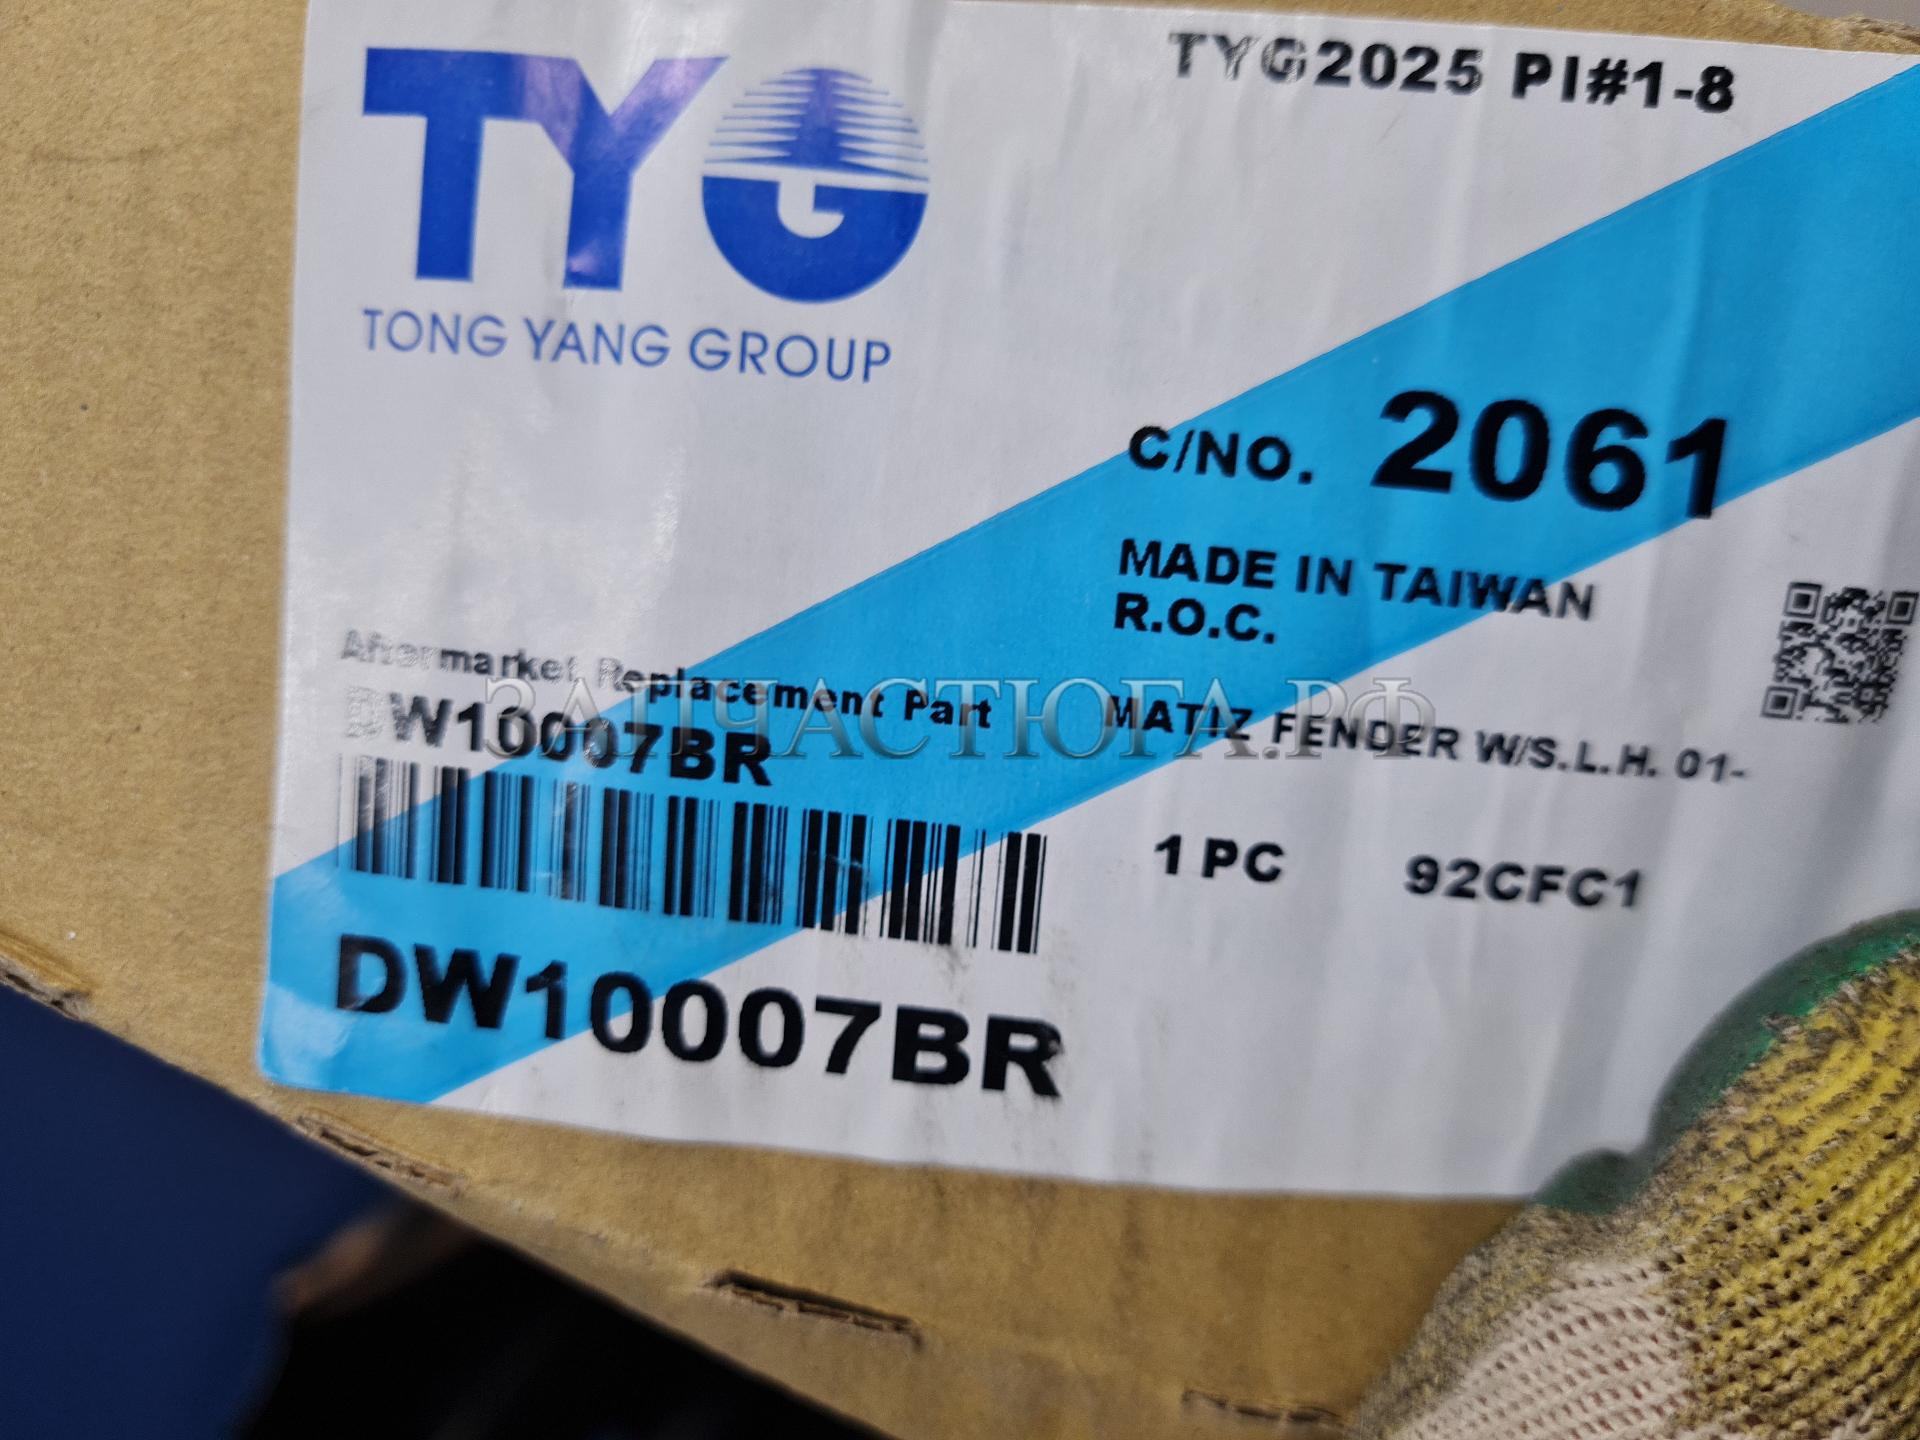 TYG
TONG YANG GROUP
TYG2025 PI#1-8
C/NO. 2061
MADE IN TAIWAN
R.O.C.
Aftermarket Replacement Part
DW10007BR
MATIZ FENDER W/S.L.H. 01-
ЗАПЧАСТЮГА.РФ
1 PC 92CFC1
DW10007BR